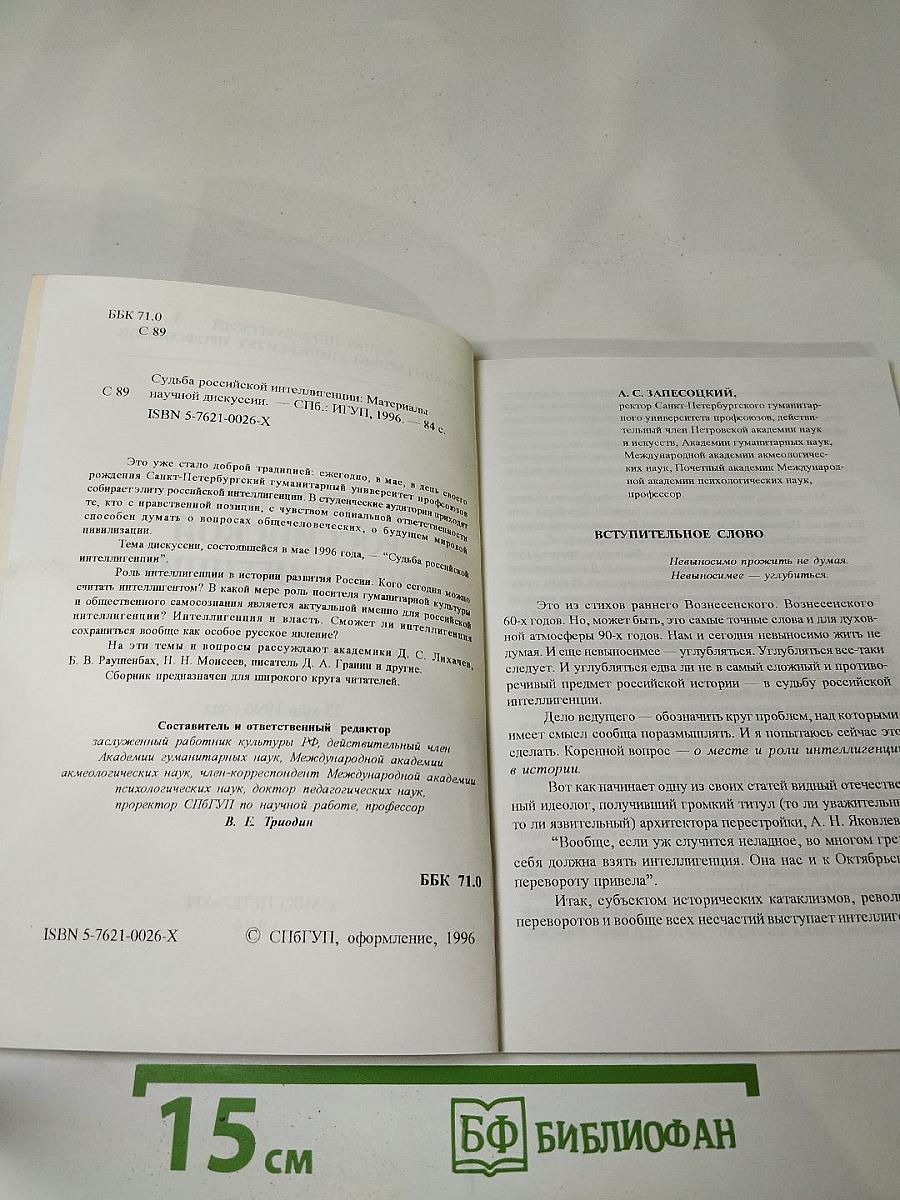 ББК 71.0
С 89
С 89
Судьба российской интеллигенции: Материалы
научной дискуссии. — СПб.: ИГУП, 1996. — 84 с.
ISBN 5-7621-0026-X
Это уже стало доброй традицией: ежегодно, в мае, в день своего
рождения Санкт-Петербургский гуманитарный университет профсоюзов
собирает элиту российской интеллигенции. В студенческие аудитории приходят
те, кто с нравственной позиции, с чувством социальной ответственности
способен думать о вопросах общечеловеческих, о будущем мировой
цивилизации.
Тема дискуссии, состоявшейся в мае 1996 года, — “Судьба российской
интеллигенции”.
Роль интеллигенции в истории развития России. Кого сегодня можно
считать интеллигентом? В какой мере роль носителя гуманитарной культуры
и общественного самосознания является актуальной именно для российской
интеллигенции? Интеллигенция и власть. Сможет ли интеллигенция
сохраниться вообще как особое русское явление?
На эти темы и вопросы рассуждают академики Д. С. Лихачев,
Б. В. Раушенбах, Н. Н. Моисеев, писатель Д. А. Гранин и другие.
Сборник предназначен для широкого круга читателей.
Составитель и ответственный редактор
заслуженный работник культуры РФ, действительный член
Академии гуманитарных наук, Международной академии
акмеологических наук, член-корреспондент Международной академии
психологических наук, доктор педагогических наук,
проректор СПбГУП по научной работе, профессор
В. Е. Триодин
ББК 71.0
ISBN 5-7621-0026-X
© СПбГУП, оформление, 1996
А. С. ЗАПЕСОЦКИЙ,
ректор Санкт-Петербургского гуманитар-
ного университета профсоюзов, действи-
тельный член Петровской академии наук
и искусств, Академии гуманитарных наук,
Международной академии акмеологичес-
ких наук, Почетный академик Международ-
ной академии психологических наук,
профессор
ВСТУПИТЕЛЬНОЕ СЛОВО
Невыносимо прожить не думая.
Невыносимее — углубиться.
Это из стихов раннего Вознесенского. Вознесенского
60-х годов. Но, может быть, это самые точные слова и для духов-
ной атмосферы 90-х годов. Нам и сегодня невыносимо жить не
думая. И еще невыносимее — углубляться. Углубляться все-таки
следует. И углубляться едва ли не в самый сложный и противо-
речивый предмет российской истории — в судьбу российской
интеллигенции.
Дело ведущего — обозначить круг проблем, над которыми
имеет смысл сообща поразмышлять. И я попытаюсь сейчас это
сделать. Коренной вопрос — о месте и роли интеллигенци
в истории.
Вот как начинает одну из своих статей видный отечестве
ный идеолог, получивший громкий титул (то ли уважительн
то ли язвительный) архитектора перестройки, А. Н. Яковлев
“Вообще, если уж случится неладное, во многом гре
себя должна взять интеллигенция. Она нас и к Октябрьс
перевороту привела”.
Итак, субъектом исторических катаклизмов, револ
переворотов и вообще всех несчастий выступает интеллиг
15 см
БФ БИБЛИОФАН